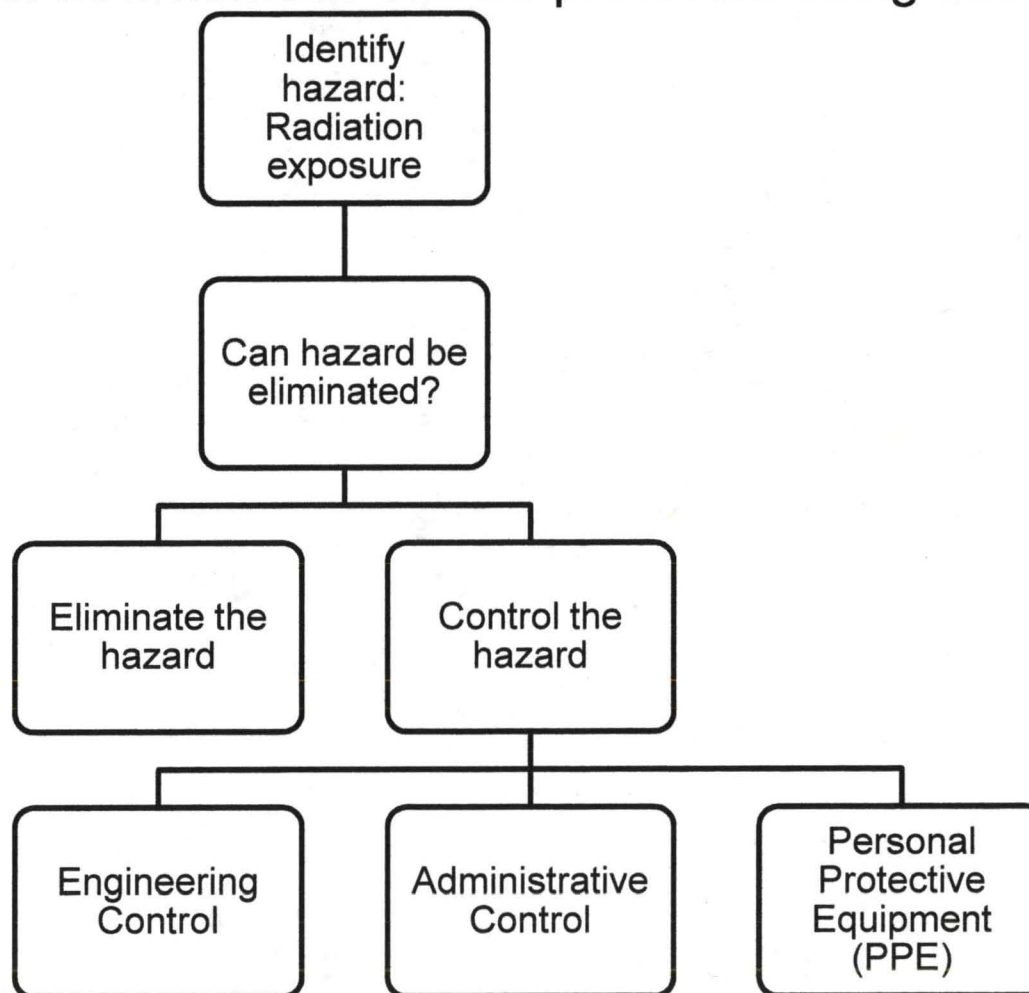 Identify
hazard:
Radiation
exposure
Can hazard be
eliminated?
Eliminate the
hazard
Control the
hazard
Engineering
Control
Administrative
Control
Personal
Protective
Equipment
(PPE)